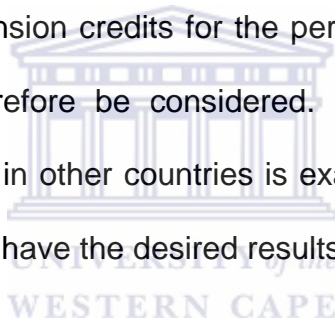 nsion credits for the per
refore be considered.
in other countries is exa
have the desired results
UNIVERSITY of the
WESTERN CAPE